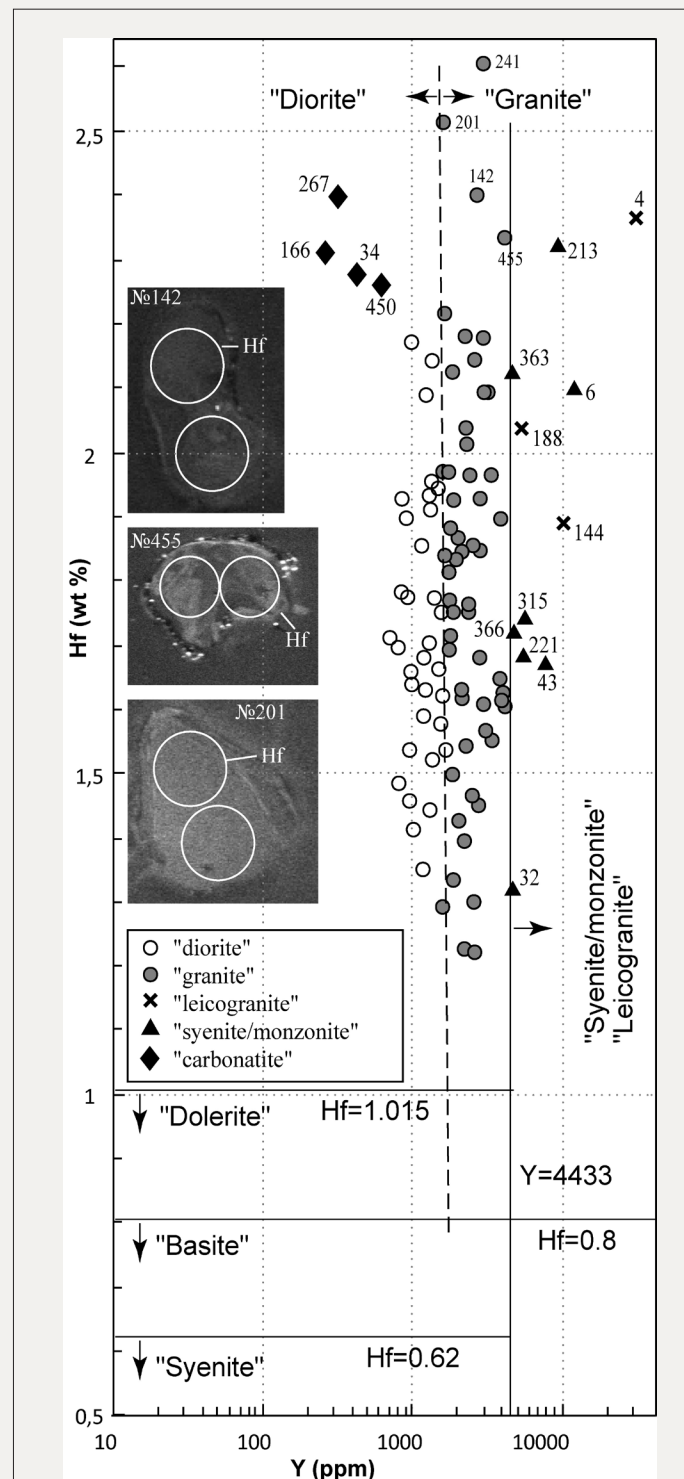 241
"Diorite" "Granite"
201
2,5
267
142
4
166
34
455
213
450
№142
Hf
363
6
188
2
144
№455
Hf
315
366
221
43
Hf (wt %)
№201
Hf
1,5
32
"Syenite/monzonite"
"Leicogranite"
"diorite"
"granite"
"leicogranite"
"syenite/monzonite"
"carbonatite"
1
"Dolerite" Hf=1.015
Y=4433
"Basite" Hf=0.8
"Syenite" Hf=0.62
0,5
10 100 1000 10000
Y (ppm)